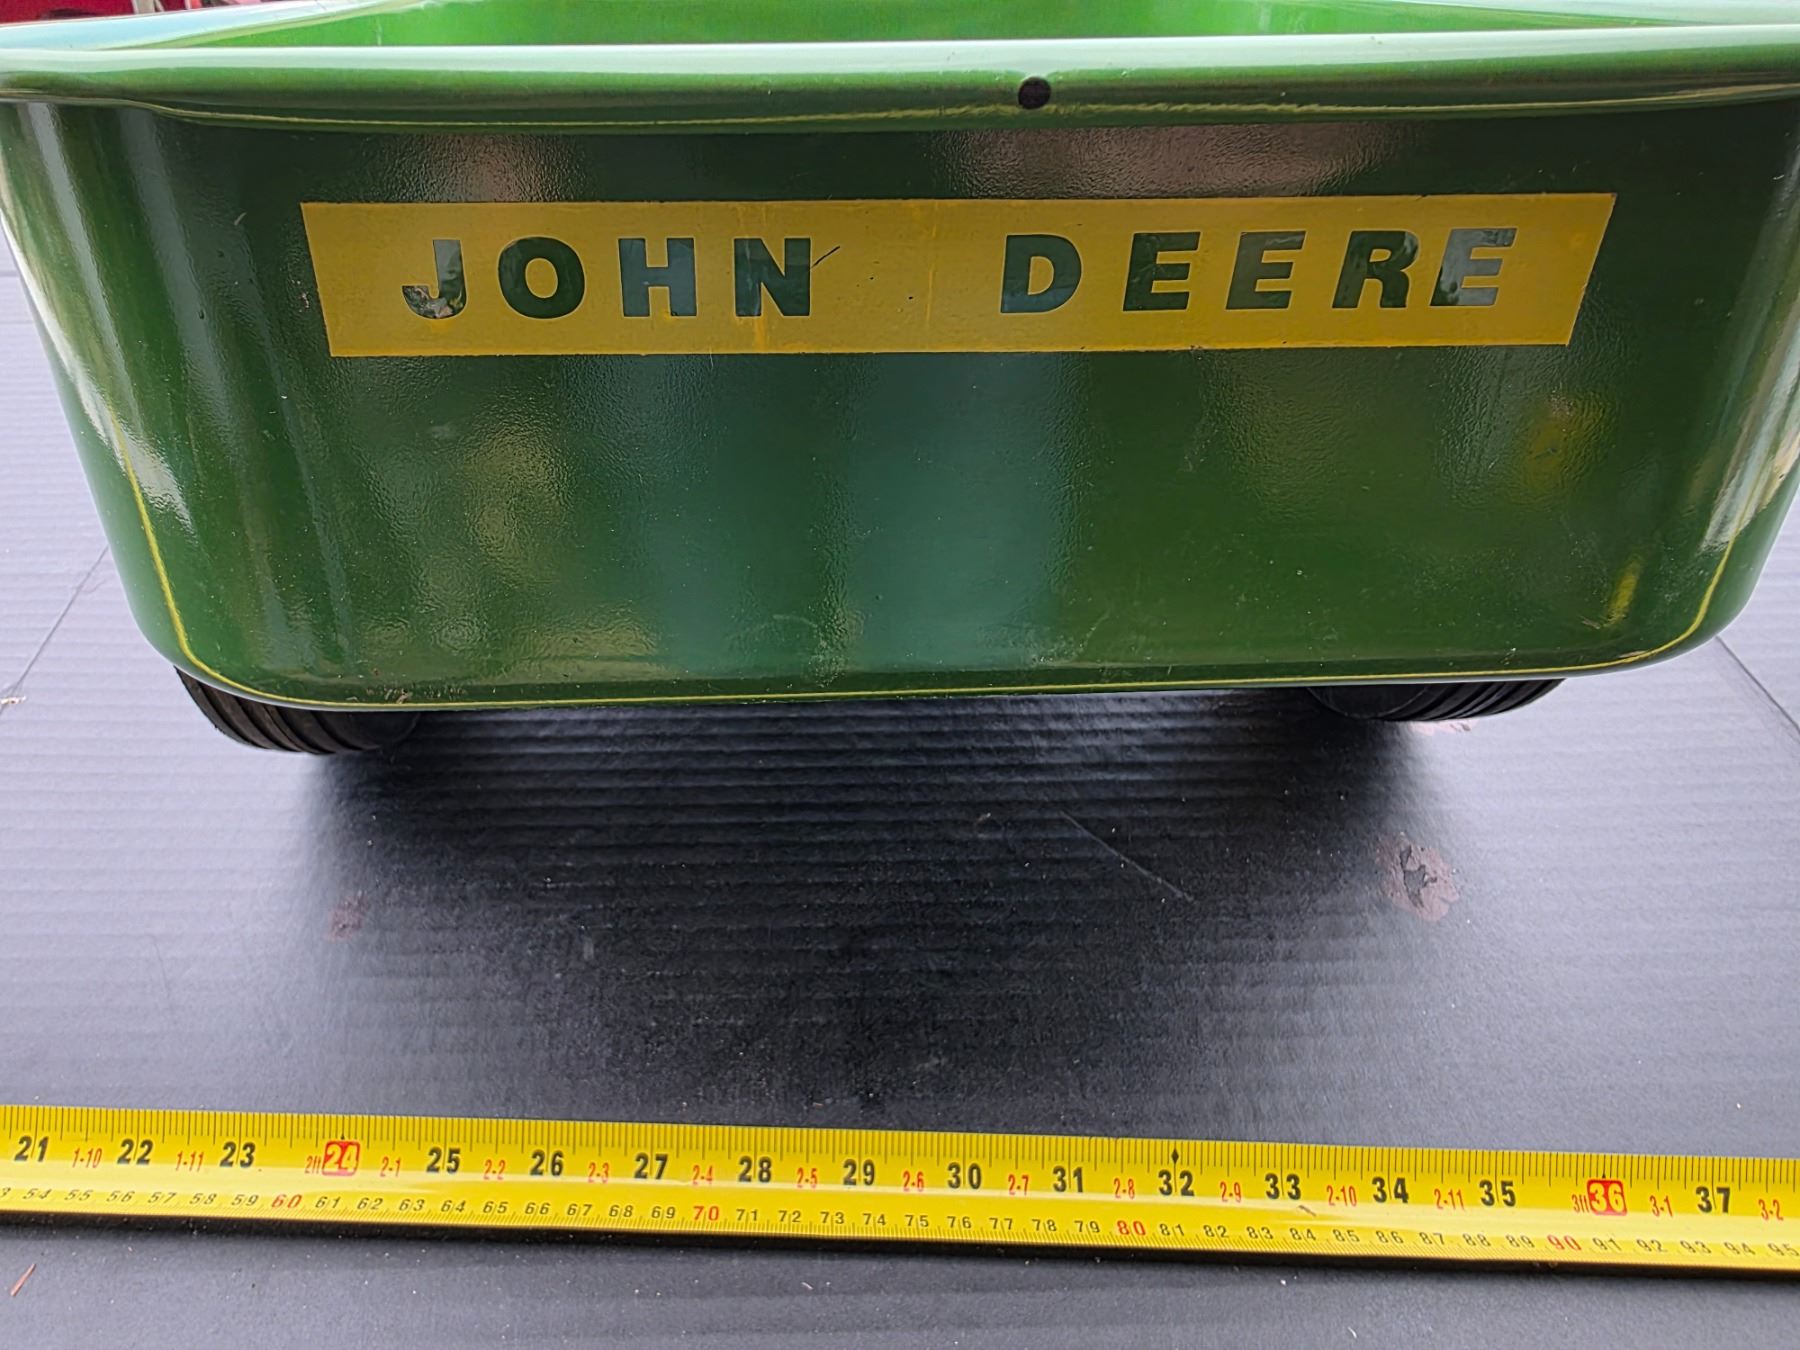 JOHN DEERE
21 1-10 22 1-11 23 2ft 24 2-1 25 2-2 26 2-3 27 2-4 28 2-5 29 2-6 30 2-7 31 2-8 32 2-9 33 2-10 34 2-11 35 3ft 36 3-1 37 3-2
54 55 56 57 58 59 60 61 62 63 64 65 66 67 68 69 70 71 72 73 74 75 76 77 78 79 80 81 82 83 84 85 86 87 88 89 90 91 92 93 94 95